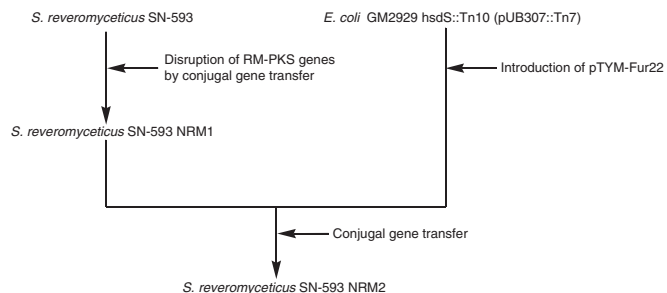 S. reveromyceticus SN-593
E. coli GM2929 hsdS::Tn10 (pUB307::Tn7)
Disruption of RM-PKS genes
by conjugal gene transfer
Introduction of pTYM-Fur22
S. reveromyceticus SN-593 NRM1
Conjugal gene transfer
S. reveromyceticus SN-593 NRM2